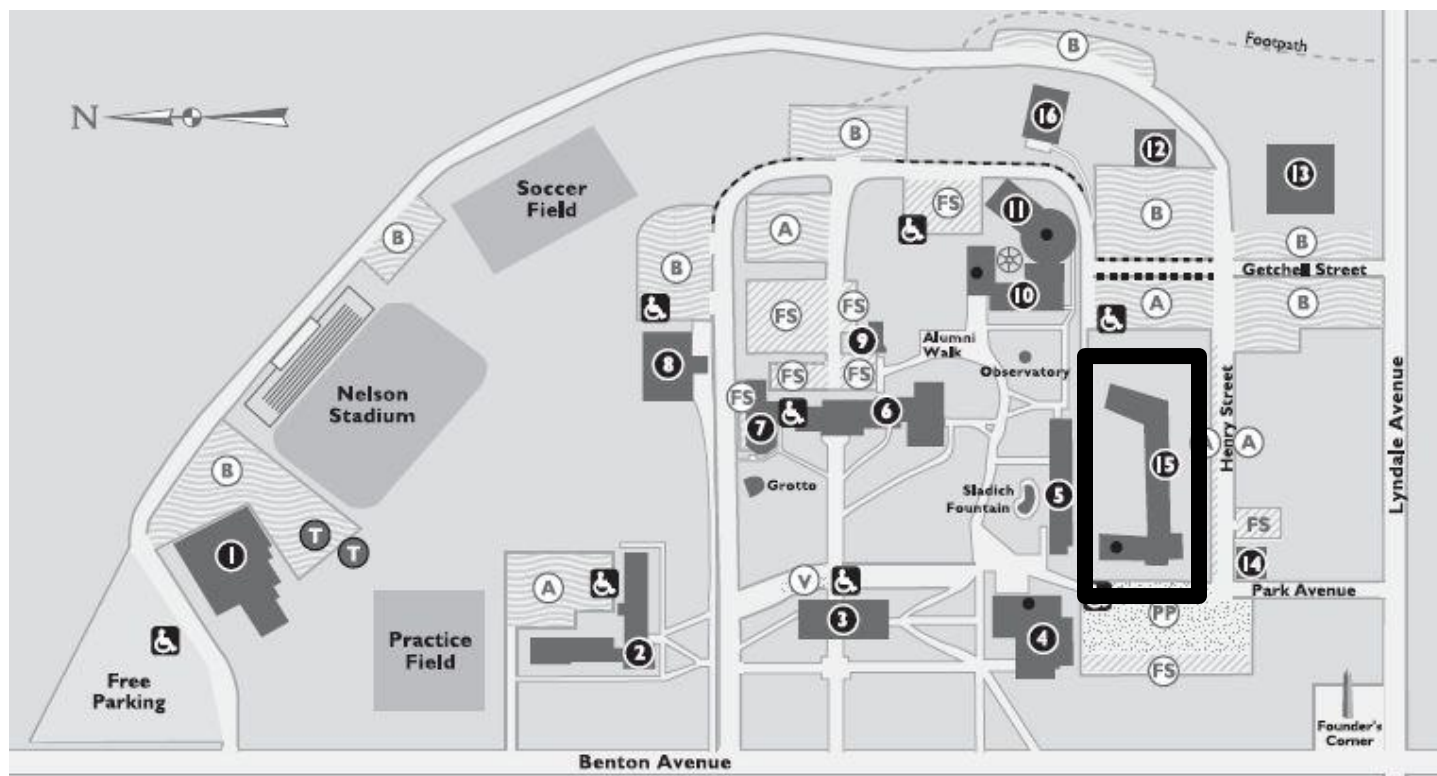 Footpath
B
N
16
B
12
13
Soccer
Field
FS
11
B
B
A
B
B
Getchell Street
10
A
B
FS
FS
9
Alumni
Walk
Observatory
8
FS
FS
FS
6
7
Nelson
Stadium
15
A
A
Henry Street
Lyndale Avenue
B
Grotto
Sladich
Fountain
5
T
T
1
FS
14
Park Avenue
A
V
PP
3
4
2
FS
Practice
Field
Free
Parking
Founder's
Corner
Benton Avenue